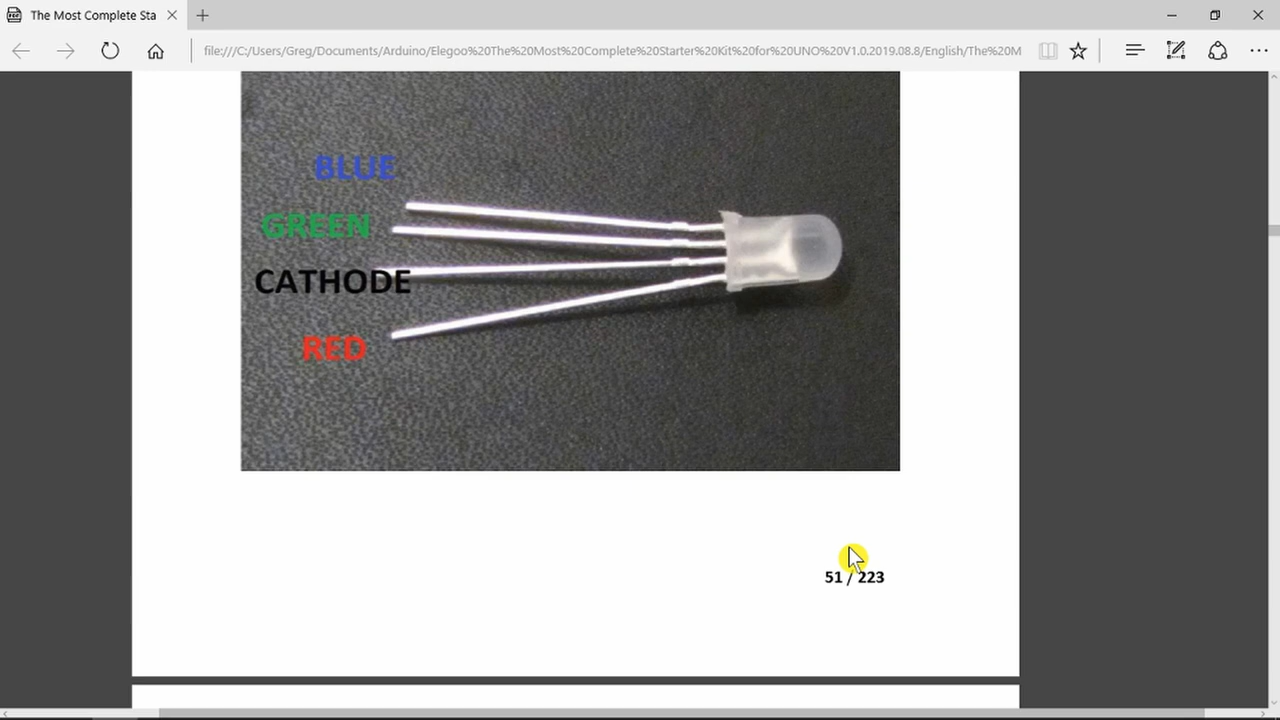 The Most Complete Sta
file:///C:/Users/Greg/Documents/Arduino/Elegoo%20The%20Most%20Complete%20Starter%20Kit%20for%20UNO%20V1.0.2019.08.8/English/The%20M
BLUE
GREEN
CATHODE
RED
51 / 223